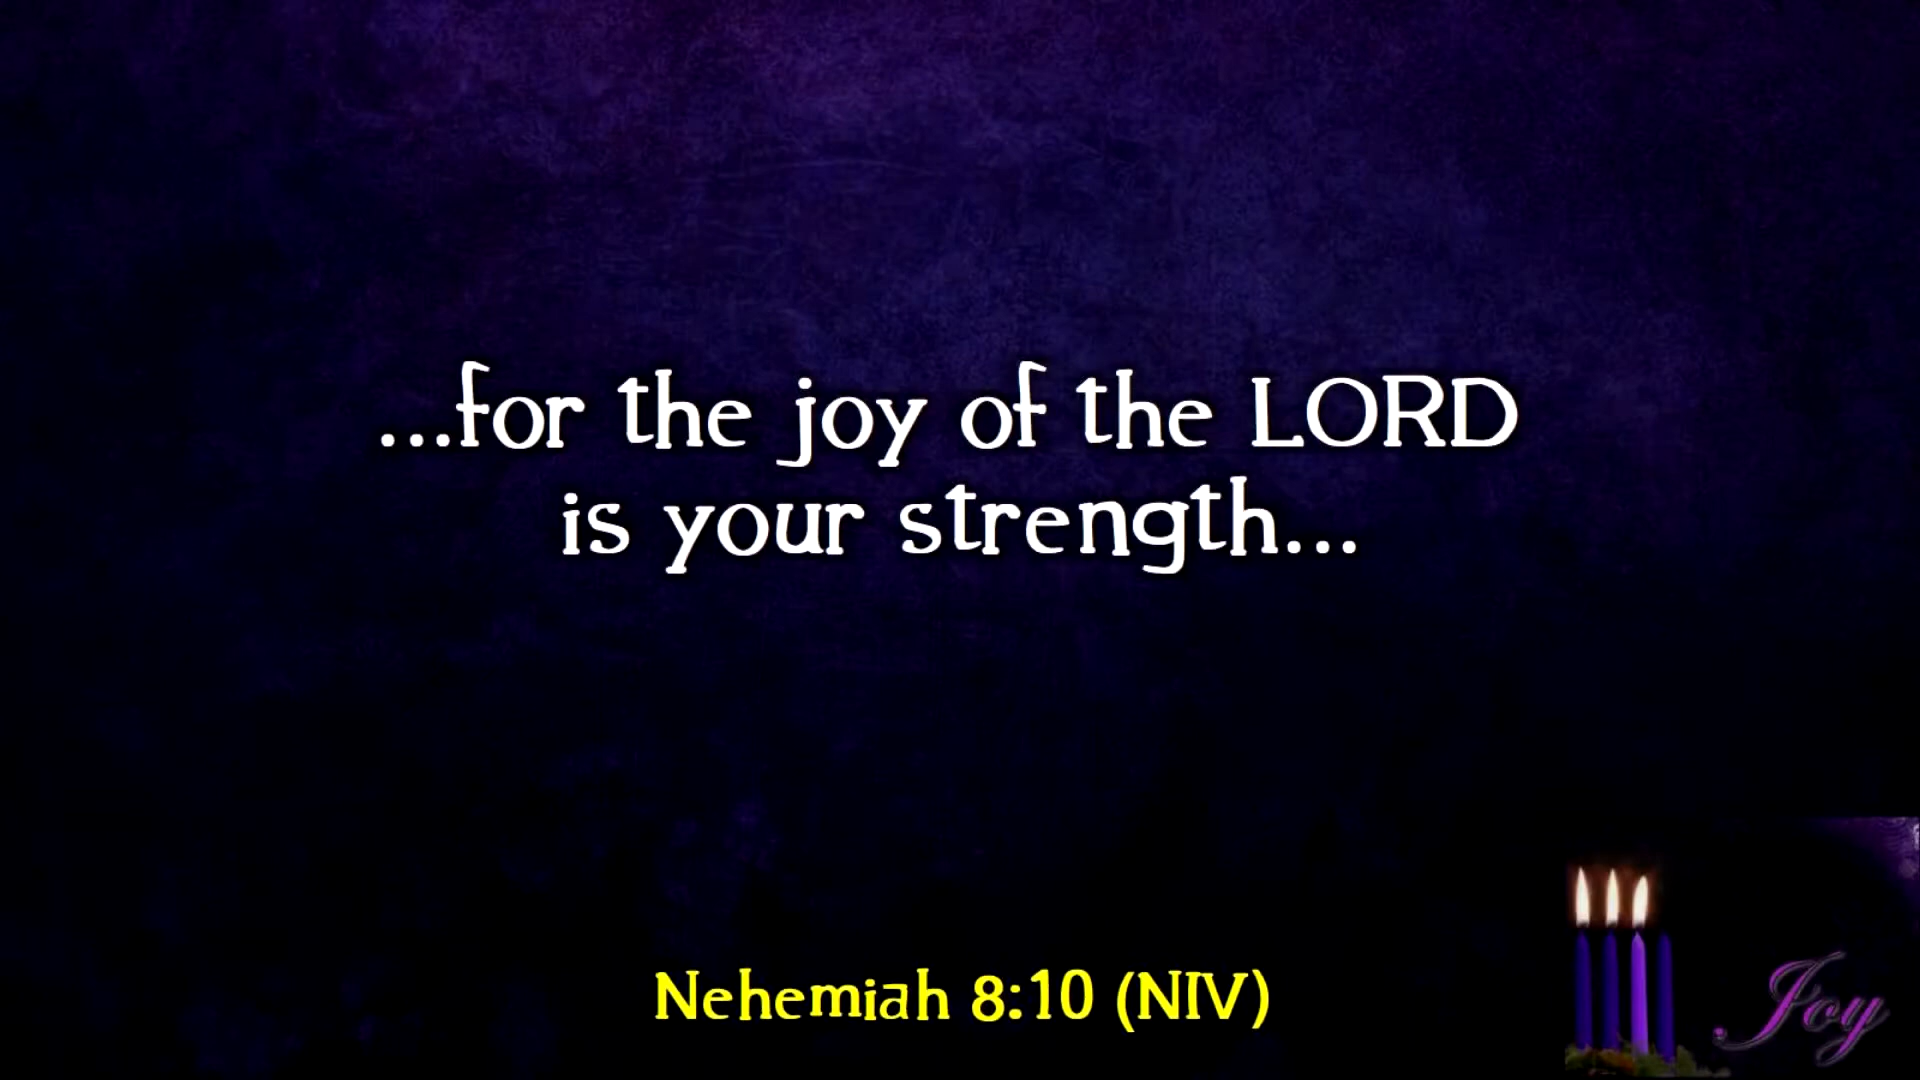 ...for the joy of the LORD
is your strength...
Nehemiah 8:10 (NIV)
Joy